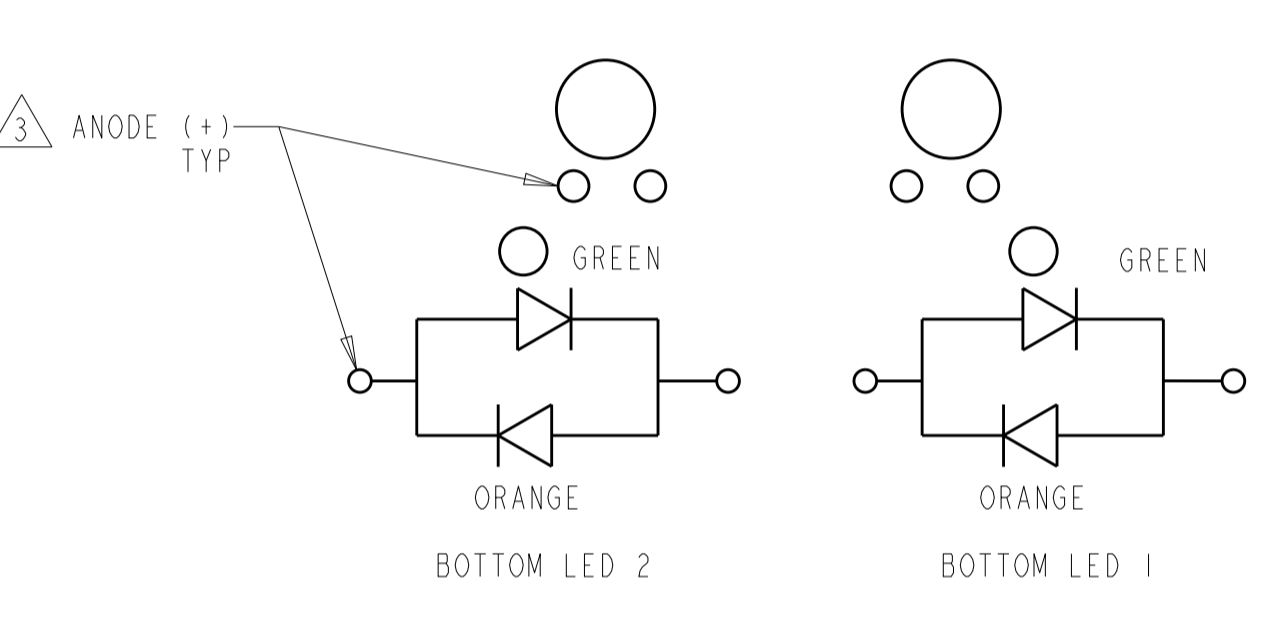 3 ANODE (+)
TYP
GREEN
GREEN
ORANGE
ORANGE
BOTTOM LED 2
BOTTOM LED 1